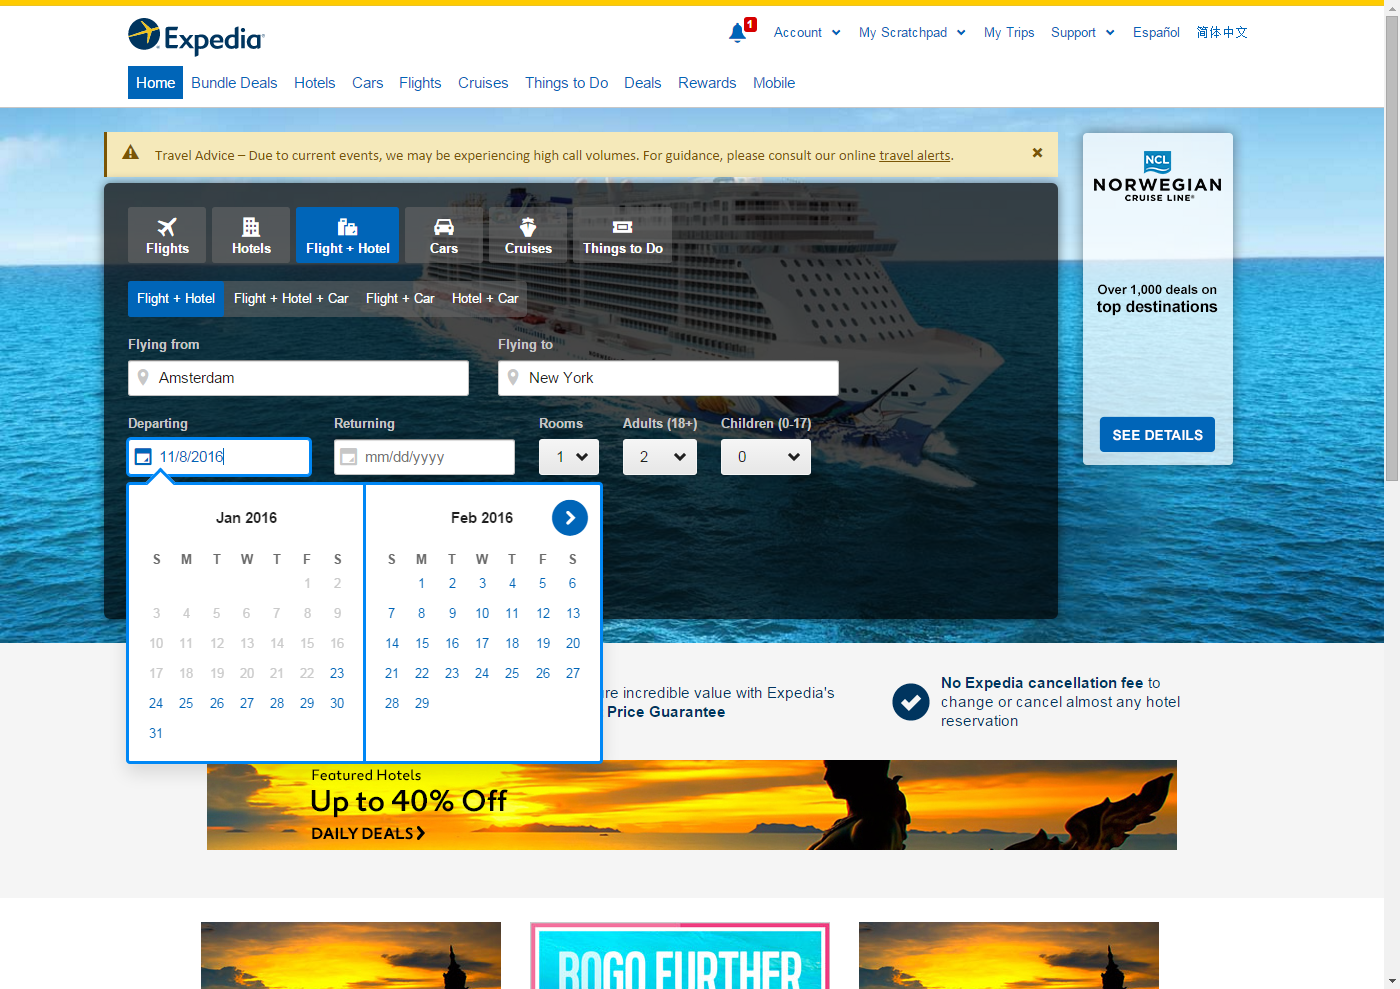 Expedia
1
Account
My Scratchpad
My Trips
Support
Español
简体中文
Home
Bundle Deals
Hotels
Cars
Flights
Cruises
Things to Do
Deals
Rewards
Mobile
Travel Advice – Due to current events, we may be experiencing high call volumes. For guidance, please consult our online travel alerts.
NCL
NORWEGIAN
CRUISE LINE®
Over 1,000 deals on
top destinations
SEE DETAILS
Flights
Hotels
Flight + Hotel
Cars
Cruises
Things to Do
Flight + Hotel
Flight + Hotel + Car
Flight + Car
Hotel + Car
Flying from
Flying to
Amsterdam
New York
Departing
Returning
Rooms
Adults (18+)
Children (0-17)
11/8/2016
mm/dd/yyyy
1
2
0
Jan 2016
S M T W T F S
1 2
3 4 5 6 7 8 9
10 11 12 13 14 15 16
17 18 19 20 21 22 23
24 25 26 27 28 29 30
31
Feb 2016
S M T W T F S
1 2 3 4 5 6
7 8 9 10 11 12 13
14 15 16 17 18 19 20
21 22 23 24 25 26 27
28 29
re incredible value with Expedia's
Price Guarantee
No Expedia cancellation fee to
change or cancel almost any hotel
reservation
Featured Hotels
Up to 40% Off
DAILY DEALS
BOGO FURTHER